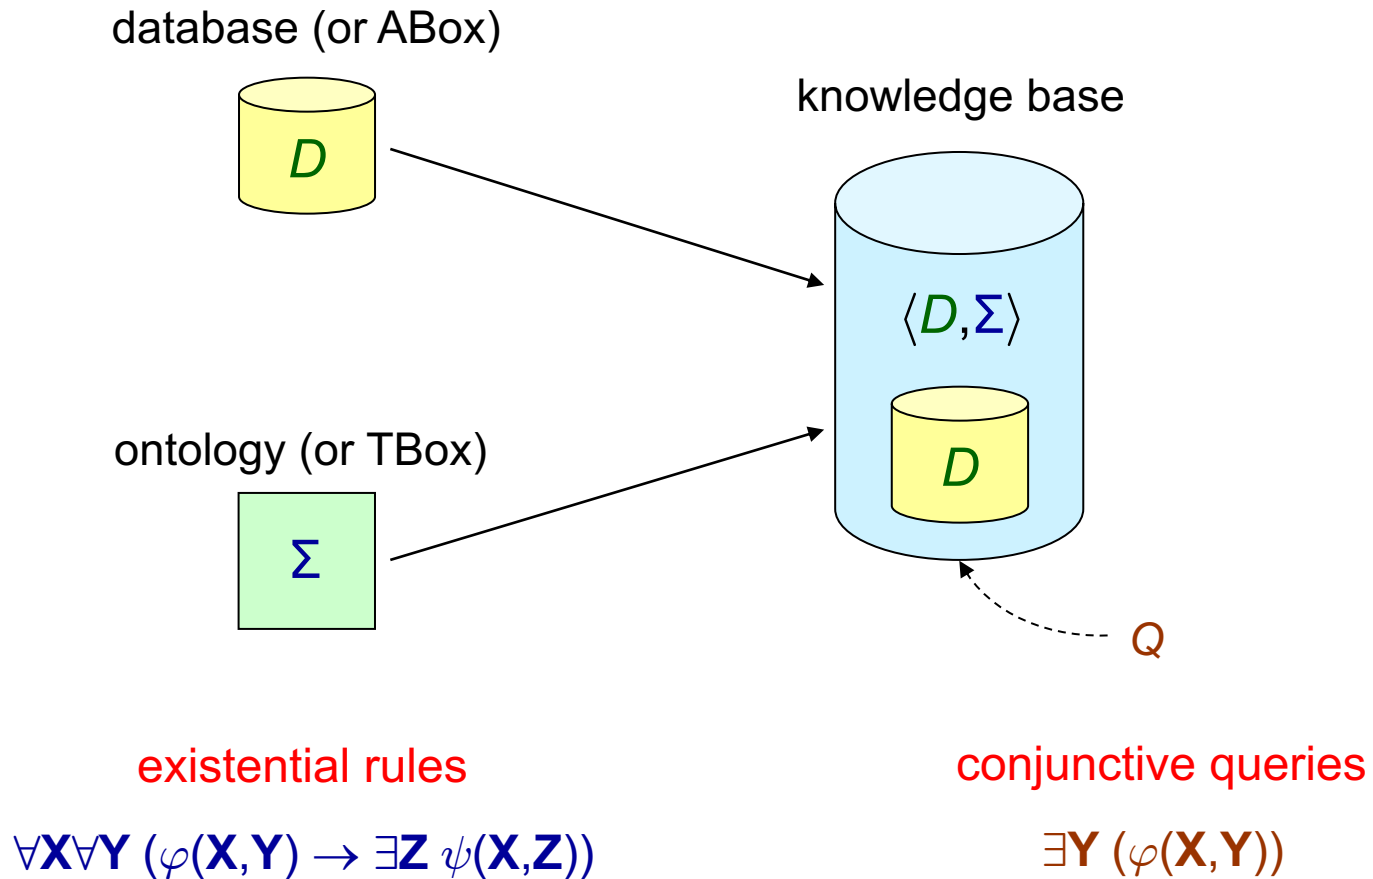 database (or ABox)
knowledge base
D
⟨D,Σ⟩
ontology (or TBox)
D
Σ
Q
existential rules
conjunctive queries
∀X∀Y (φ(X,Y) → ∃Z ψ(X,Z))
∃Y (φ(X,Y))